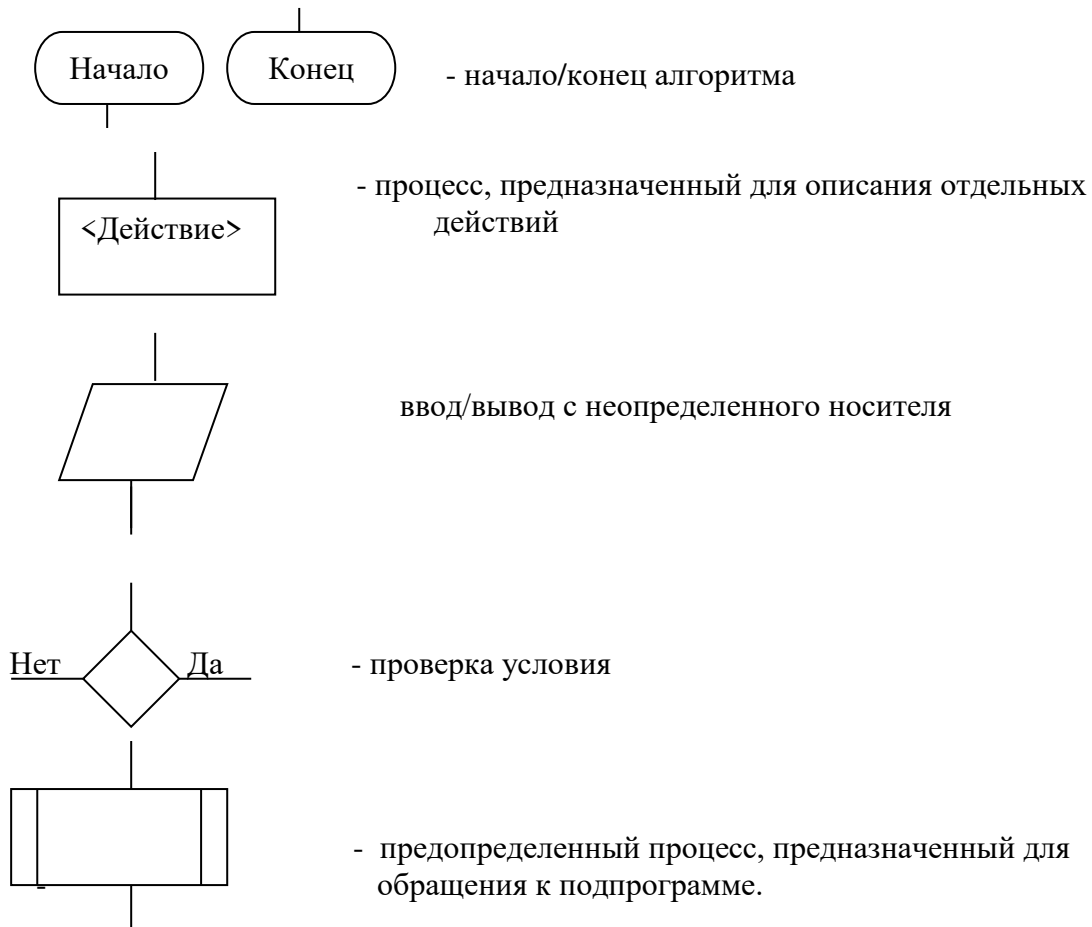 Начало Конец - начало/конец алгоритма
- процесс, предназначенный для описания отдельных
действий
<Действие>
ввод/вывод с неопределенного носителя
Нет Да - проверка условия
- предопределенный процесс, предназначенный для
обращения к подпрограмме.